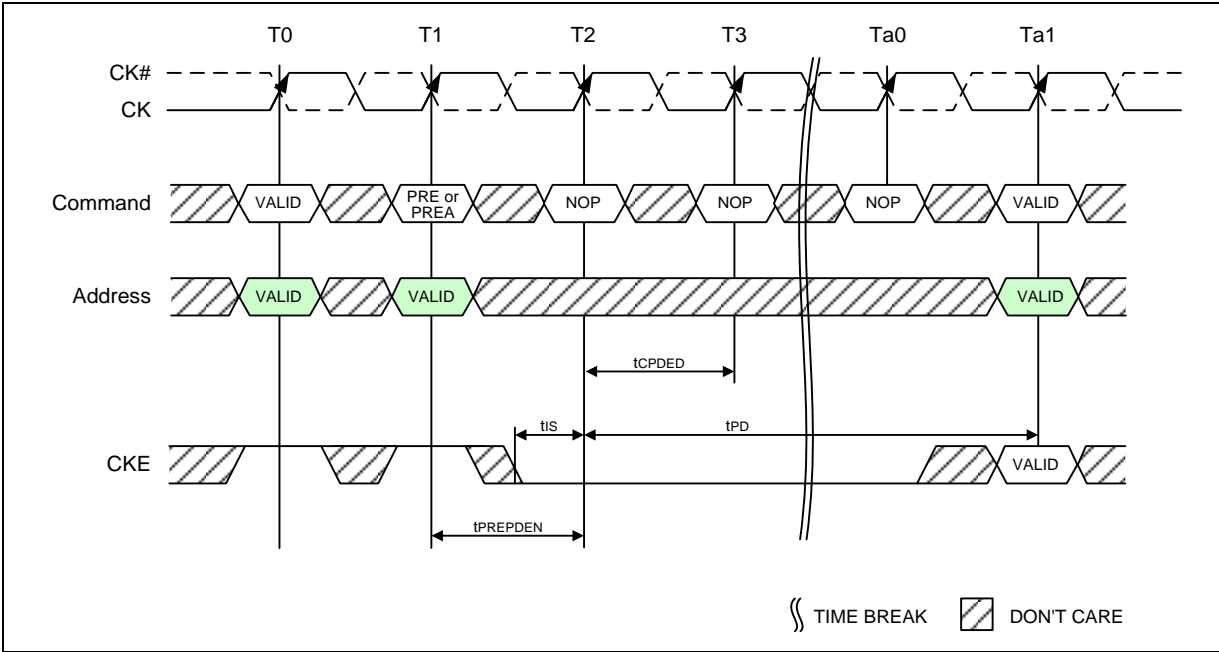 T0 T1 T2 T3 Ta0 Ta1
CK#
CK
Command VALID PRE or PREA NOP NOP NOP VALID
Address VALID VALID VALID
tCPDED
tIS tPD
CKE VALID
tPREPDEN
TIME BREAK DON'T CARE